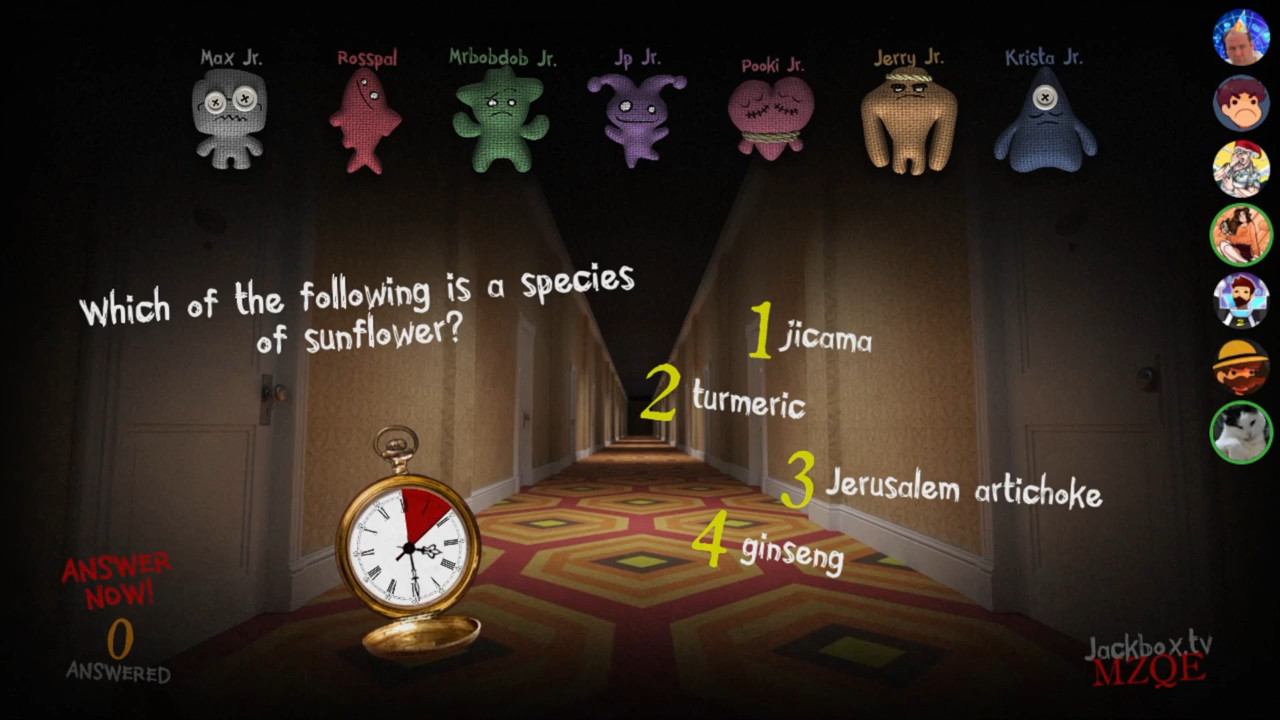 Max Jr.
Rosspal
Mrbobdob Jr.
Jp Jr.
Pooki Jr.
Jerry Jr.
Krista Jr.
Which of the following is a species
of sunflower?
1 jicama
2 turmeric
3 Jerusalem artichoke
4 ginseng
ANSWER
NOW!
0
ANSWERED
Jackbox.tv
MZQE